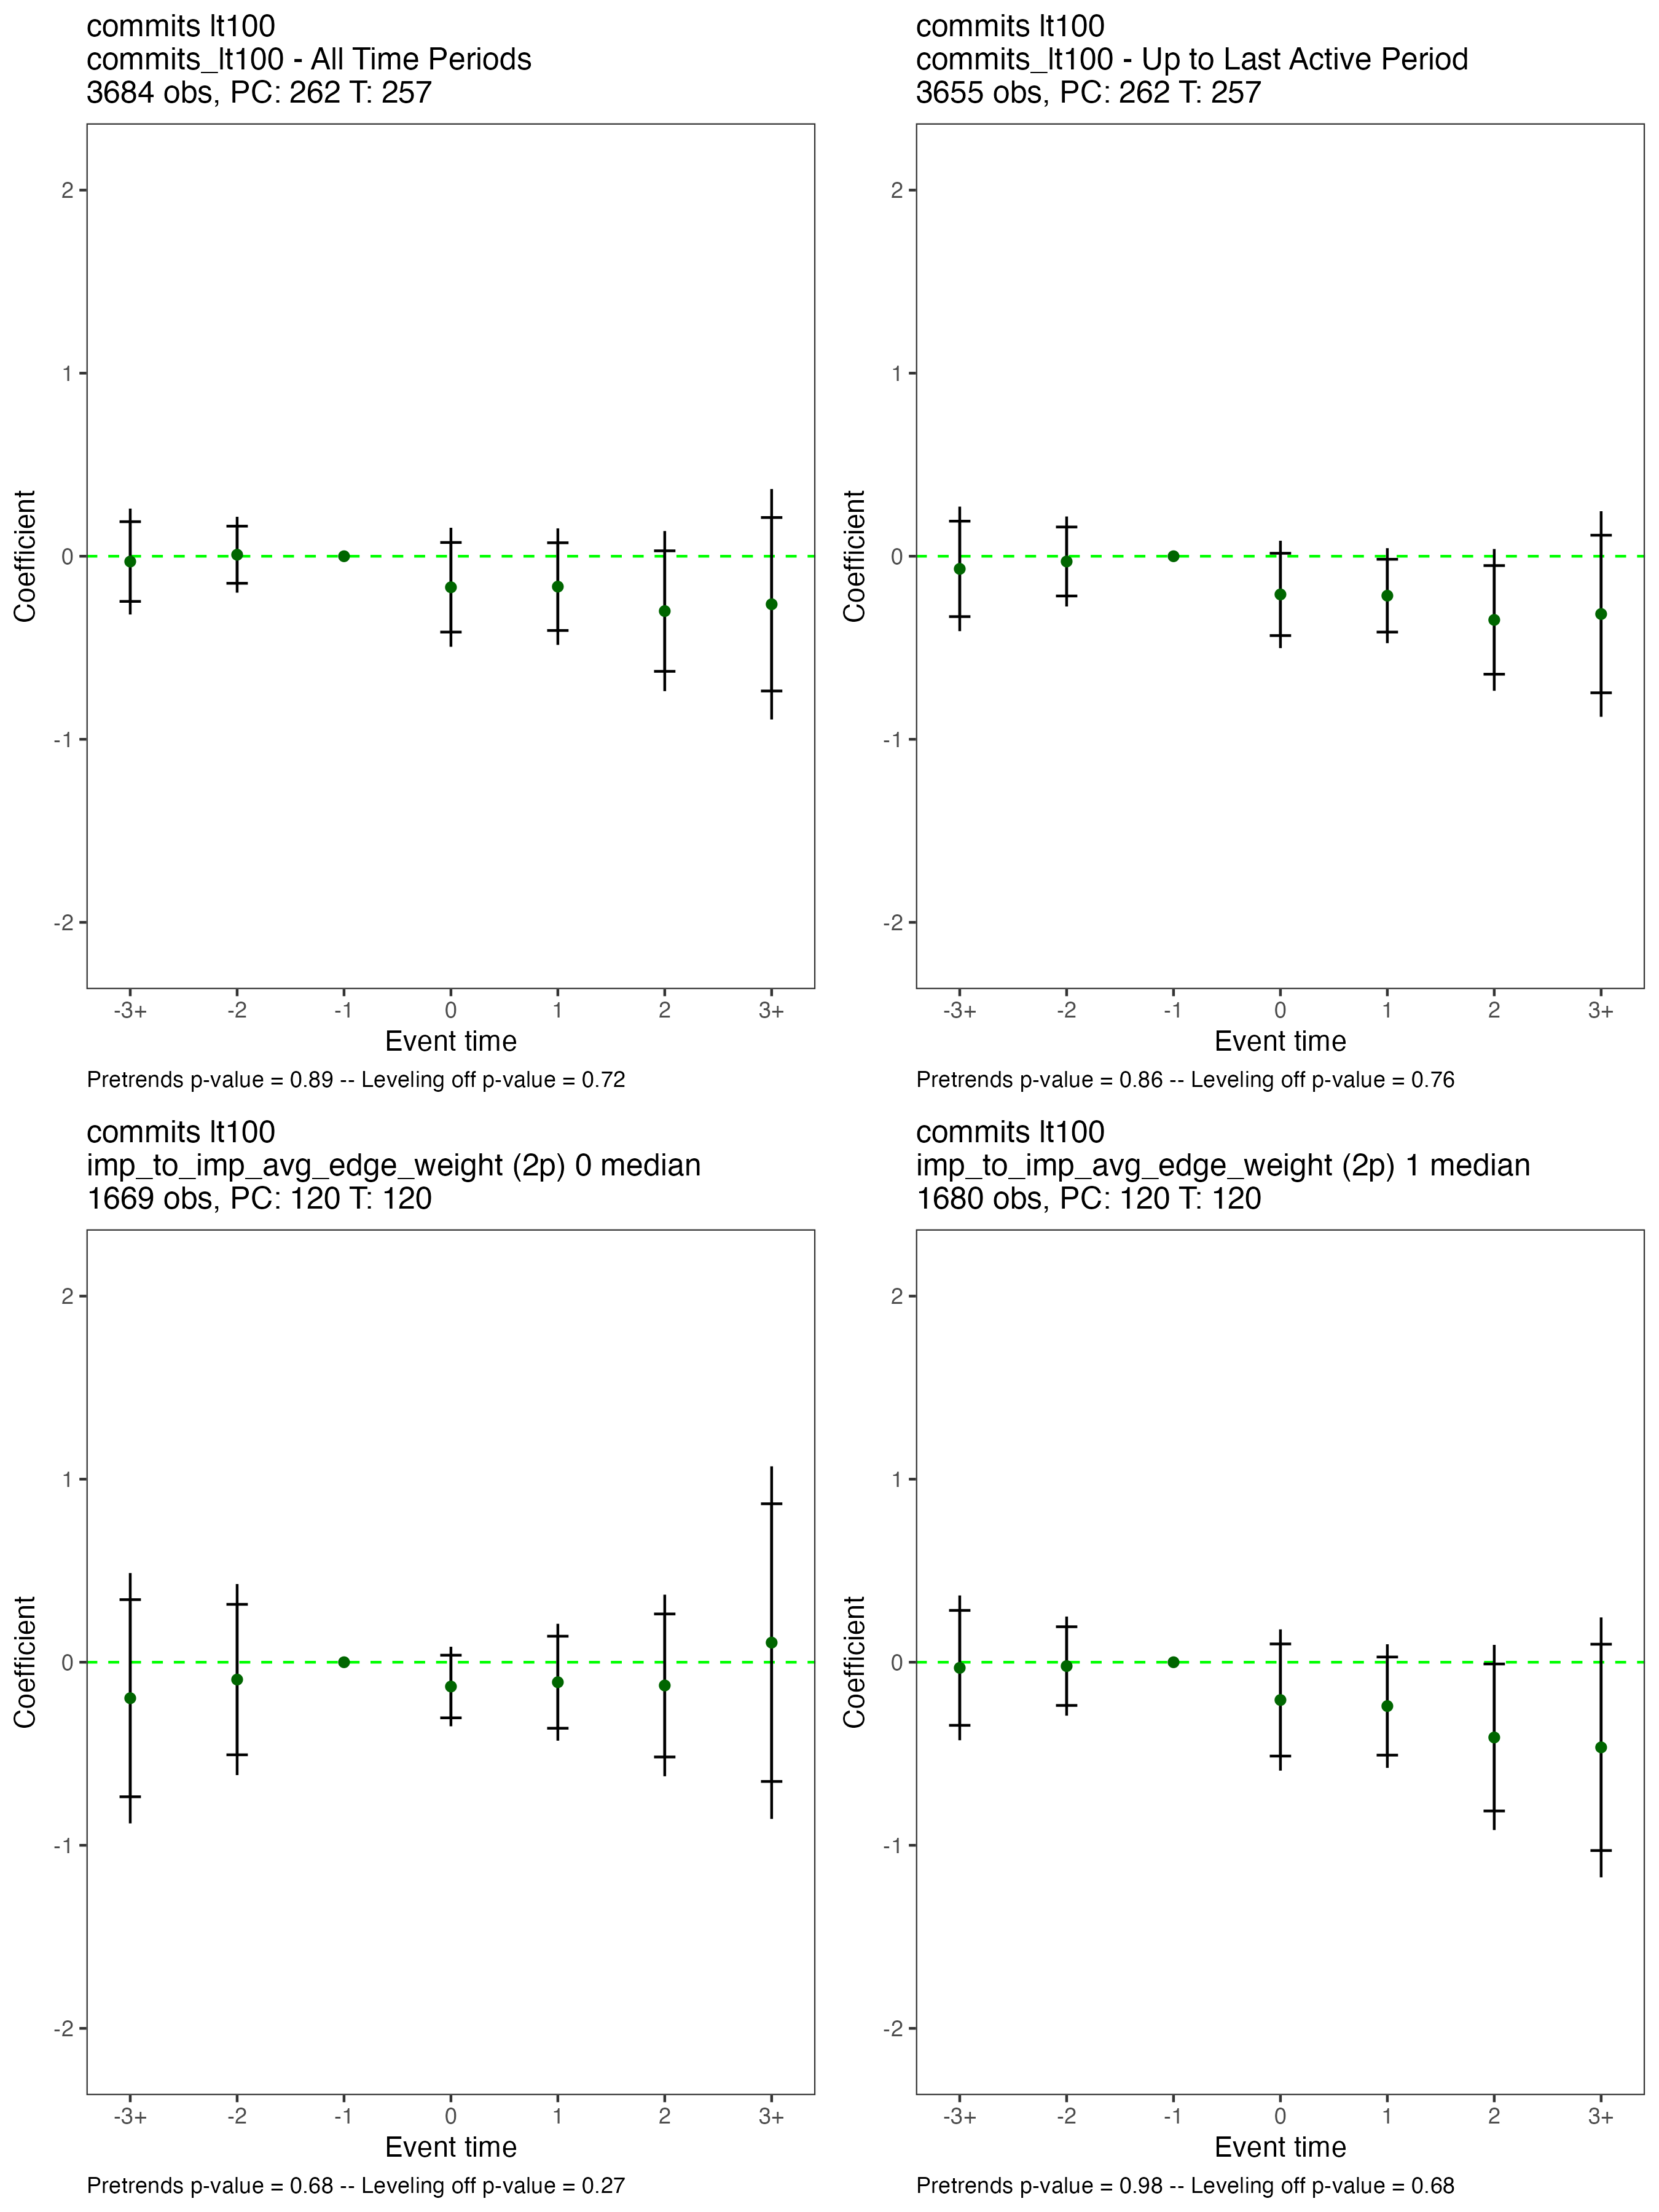 commits lt100
commits_lt100 - All Time Periods
3684 obs, PC: 262 T: 257
2
1
0
-1
-2
Coefficient
-3+ -2 -1 0 1 2 3+
Event time
Pretrends p-value = 0.89 -- Leveling off p-value = 0.72
commits lt100
commits_lt100 - Up to Last Active Period
3655 obs, PC: 262 T: 257
2
1
0
-1
-2
Coefficient
-3+ -2 -1 0 1 2 3+
Event time
Pretrends p-value = 0.86 -- Leveling off p-value = 0.76
commits lt100
imp_to_imp_avg_edge_weight (2p) 0 median
1669 obs, PC: 120 T: 120
2
1
0
-1
-2
Coefficient
-3+ -2 -1 0 1 2 3+
Event time
Pretrends p-value = 0.68 -- Leveling off p-value = 0.27
commits lt100
imp_to_imp_avg_edge_weight (2p) 1 median
1680 obs, PC: 120 T: 120
2
1
0
-1
-2
Coefficient
-3+ -2 -1 0 1 2 3+
Event time
Pretrends p-value = 0.98 -- Leveling off p-value = 0.68